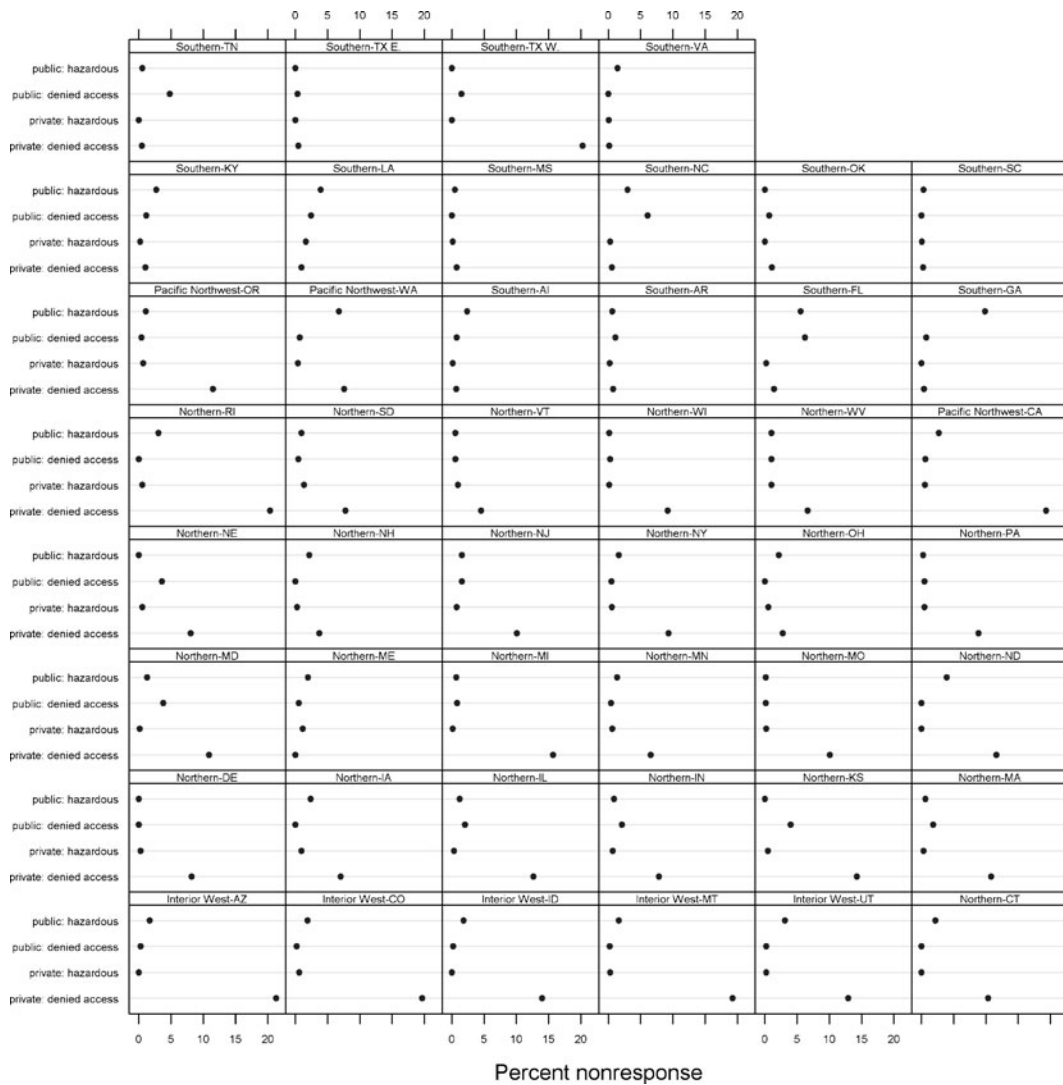 0 5 10 15 20 0 5 10 15 20
Southern-TN Southern-TX E. Southern-TX W. Southern-VA
public: hazardous
public: denied access
private: hazardous
private: denied access
Southern-KY Southern-LA Southern-MS Southern-NC Southern-OK Southern-SC
public: hazardous
public: denied access
private: hazardous
private: denied access
Pacific Northwest-OR Pacific Northwest-WA Southern-Al Southern-AR Southern-FL Southern-GA
public: hazardous
public: denied access
private: hazardous
private: denied access
Northern-RI Northern-SD Northern-VT Northern-WI Northern-WV Pacific Northwest-CA
public: hazardous
public: denied access
private: hazardous
private: denied access
Northern-NE Northern-NH Northern-NJ Northern-NY Northern-OH Northern-PA
public: hazardous
public: denied access
private: hazardous
private: denied access
Northern-MD Northern-ME Northern-MI Northern-MN Northern-MO Northern-ND
public: hazardous
public: denied access
private: hazardous
private: denied access
Northern-DE Northern-IA Northern-IL Northern-IN Northern-KS Northern-MA
public: hazardous
public: denied access
private: hazardous
private: denied access
Interior West-AZ Interior West-CO Interior West-ID Interior West-MT Interior West-UT Northern-CT
public: hazardous
public: denied access
private: hazardous
private: denied access
0 5 10 15 20 0 5 10 15 20 0 5 10 15 20
Percent nonresponse